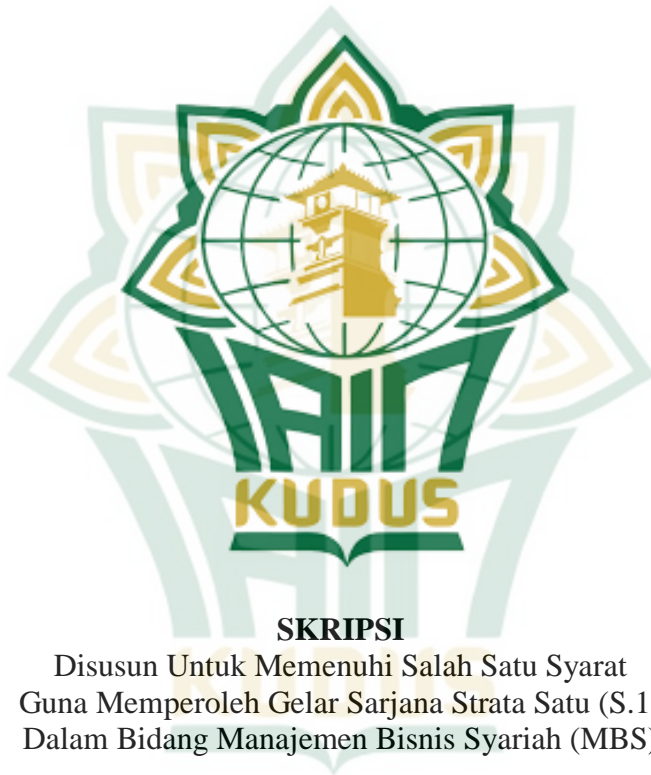 IAIN
KUDUS
SKRIPSI
Disusun Untuk Memenuhi Salah Satu Syarat
Guna Memperoleh Gelar Sarjana Strata Satu (S.1
Dalam Bidang Manajemen Bisnis Syariah (MBS)